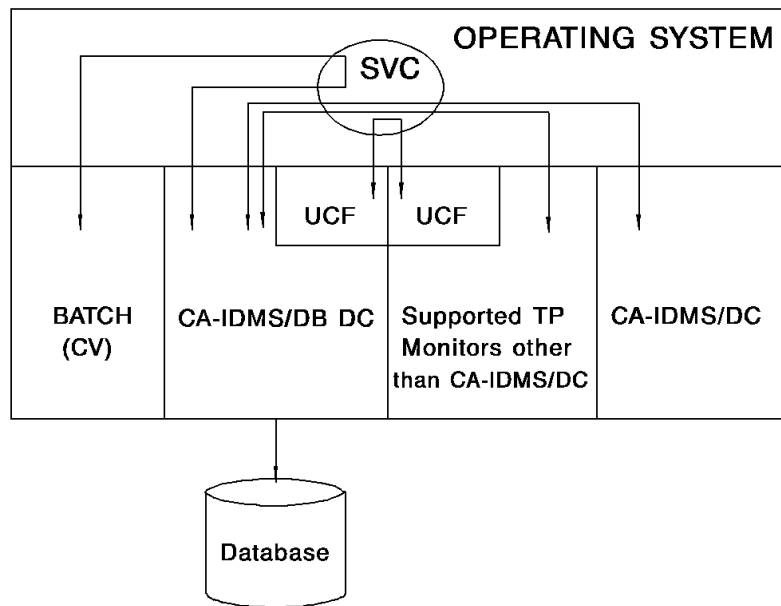 OPERATING SYSTEM
SVC
UCF
UCF
BATCH
(CV)
CA-IDMS/DB DC
Supported TP
Monitors other
than CA-IDMS/DC
CA-IDMS/DC
Database